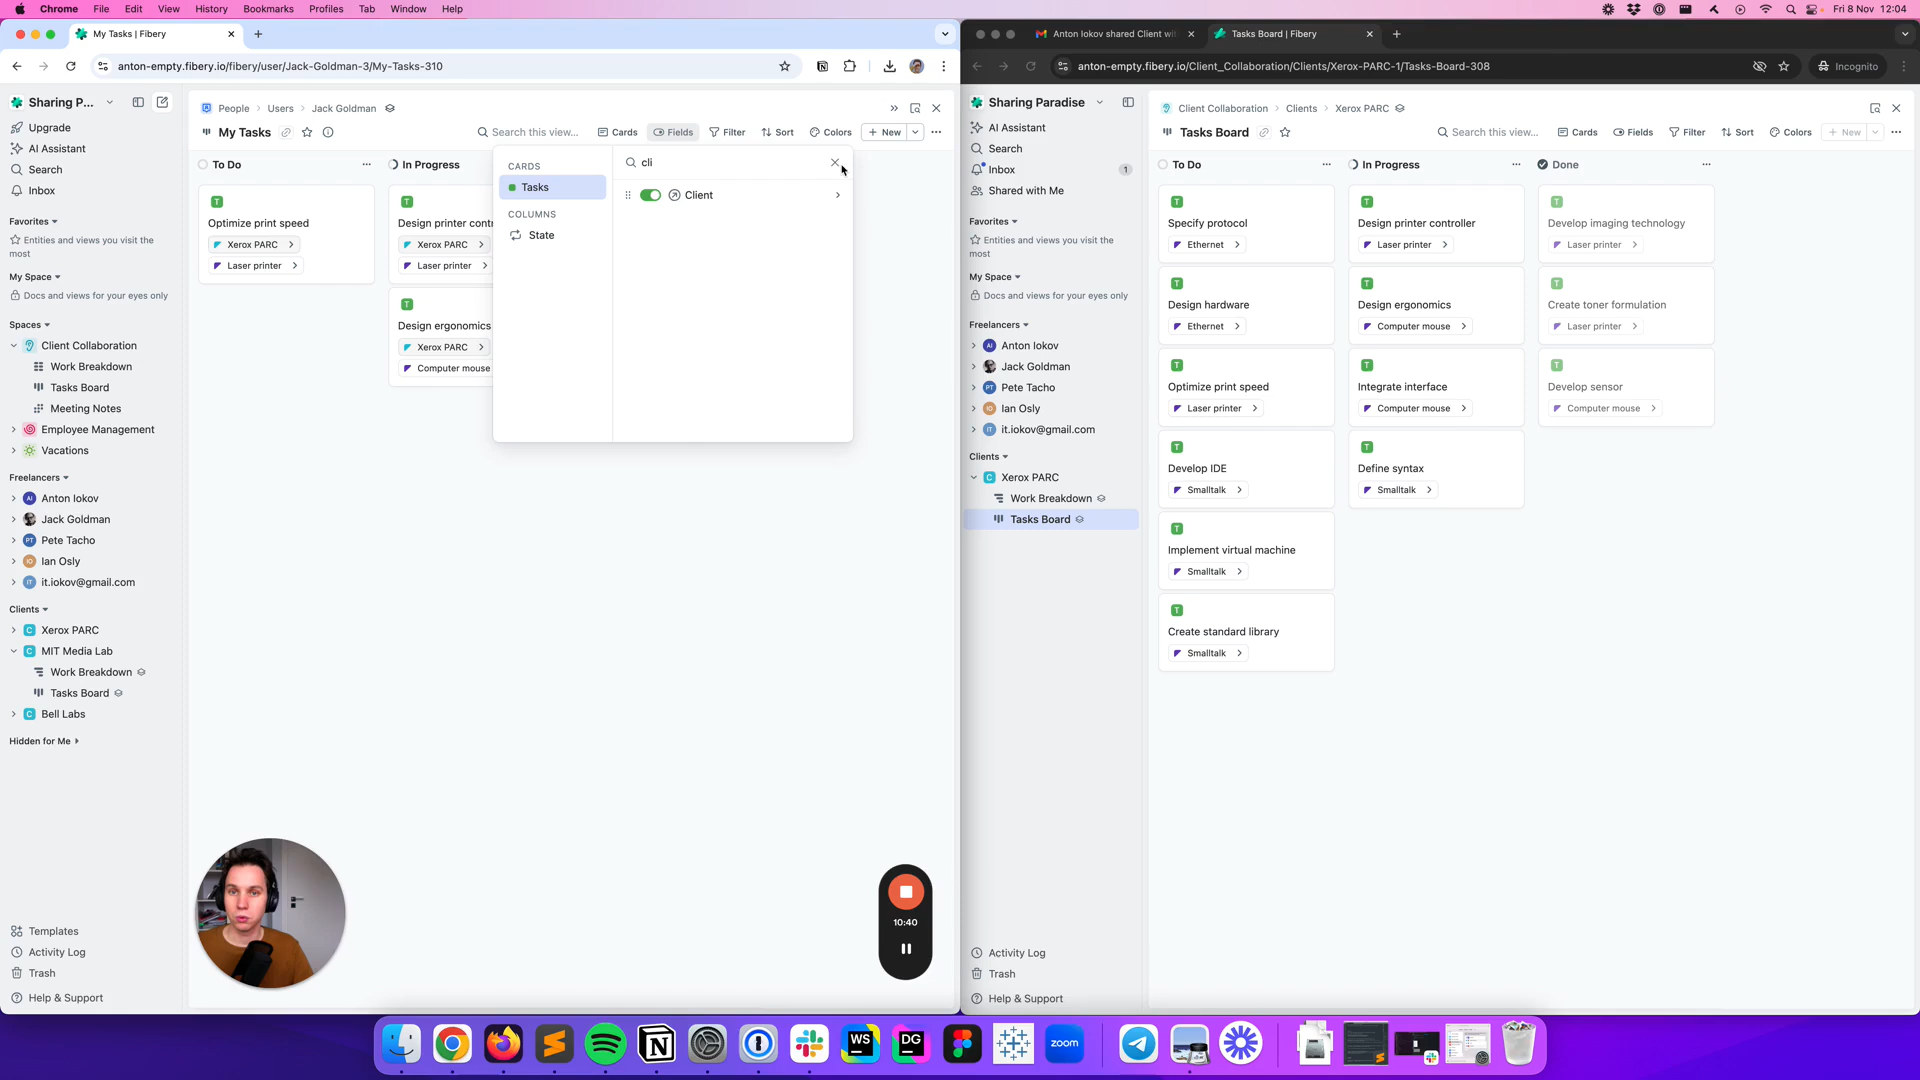 Chrome File Edit View History Bookmarks Profiles Tab Window Help
Fri 8 Nov 12:04
My Tasks | Fibery
anton-empty.fibery.io/fibery/user/Jack-Goldman-3/My-Tasks-310
Sharing P...
Upgrade
AI Assistant
Search
Inbox
Favorites
Entities and views you visit the
most
My Space
Docs and views for your eyes only
Spaces
Client Collaboration
Work Breakdown
Tasks Board
Meeting Notes
Employee Management
Vacations
Freelancers
AI Anton Iokov
Jack Goldman
PT Pete Tacho
IO Ian Osly
IT it.iokov@gmail.com
Clients
C Xerox PARC
C MIT Media Lab
Work Breakdown
Tasks Board
C Bell Labs
Hidden for Me
Templates
Activity Log
Trash
Help & Support
People > Users > Jack Goldman
My Tasks
Search this view... Cards Fields Filter Sort Colors + New
To Do
T
Optimize print speed
Xerox PARC
Laser printer
In Progress
T
Design printer contr
Xerox PARC
Laser printer
T
Design ergonomics
Xerox PARC
Computer mouse
CARDS
Tasks
COLUMNS
State
cli
Client
10:40
Anton Iokov shared Client wit
Tasks Board | Fibery
anton-empty.fibery.io/Client_Collaboration/Clients/Xerox-PARC-1/Tasks-Board-308
Incognito
Sharing Paradise
AI Assistant
Search
Inbox 1
Shared with Me
Favorites
Entities and views you visit the
most
My Space
Docs and views for your eyes only
Freelancers
AI Anton Iokov
Jack Goldman
PT Pete Tacho
IO Ian Osly
IT it.iokov@gmail.com
Clients
C Xerox PARC
Work Breakdown
Tasks Board
Activity Log
Trash
Help & Support
Client Collaboration > Clients > Xerox PARC
Tasks Board
Search this view... Cards Fields Filter Sort Colors + New
To Do
T
Specify protocol
Ethernet
T
Design hardware
Ethernet
T
Optimize print speed
Laser printer
T
Develop IDE
Smalltalk
T
Implement virtual machine
Smalltalk
T
Create standard library
Smalltalk
In Progress
T
Design printer controller
Laser printer
T
Design ergonomics
Computer mouse
T
Integrate interface
Computer mouse
T
Define syntax
Smalltalk
Done
T
Develop imaging technology
Laser printer
T
Create toner formulation
Laser printer
T
Develop sensor
Computer mouse
WS
DG
zoom